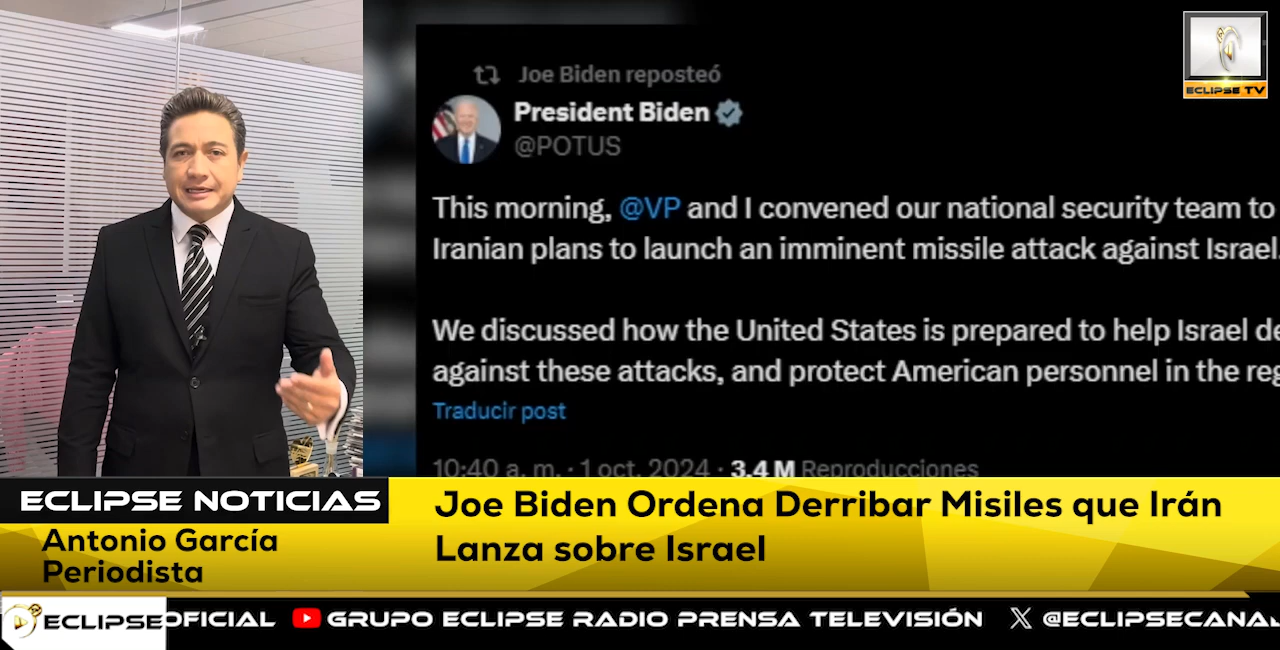 Joe Biden reposteó
President Biden
@POTUS
This morning, @VP and I convened our national security team to
Iranian plans to launch an imminent missile attack against Israel.
We discussed how the United States is prepared to help Israel de
against these attacks, and protect American personnel in the reg
Traducir post
10:40 a. m. · 1 oct. 2024 · 3.4 M Reproducciones
ECLIPSE TV
ECLIPSE NOTICIAS
Antonio García
Periodista
Joe Biden Ordena Derribar Misiles que Irán
Lanza sobre Israel
ECLIPSE OFICIAL GRUPO ECLIPSE RADIO PRENSA TELEVISIÓN @ECLIPSECANAL